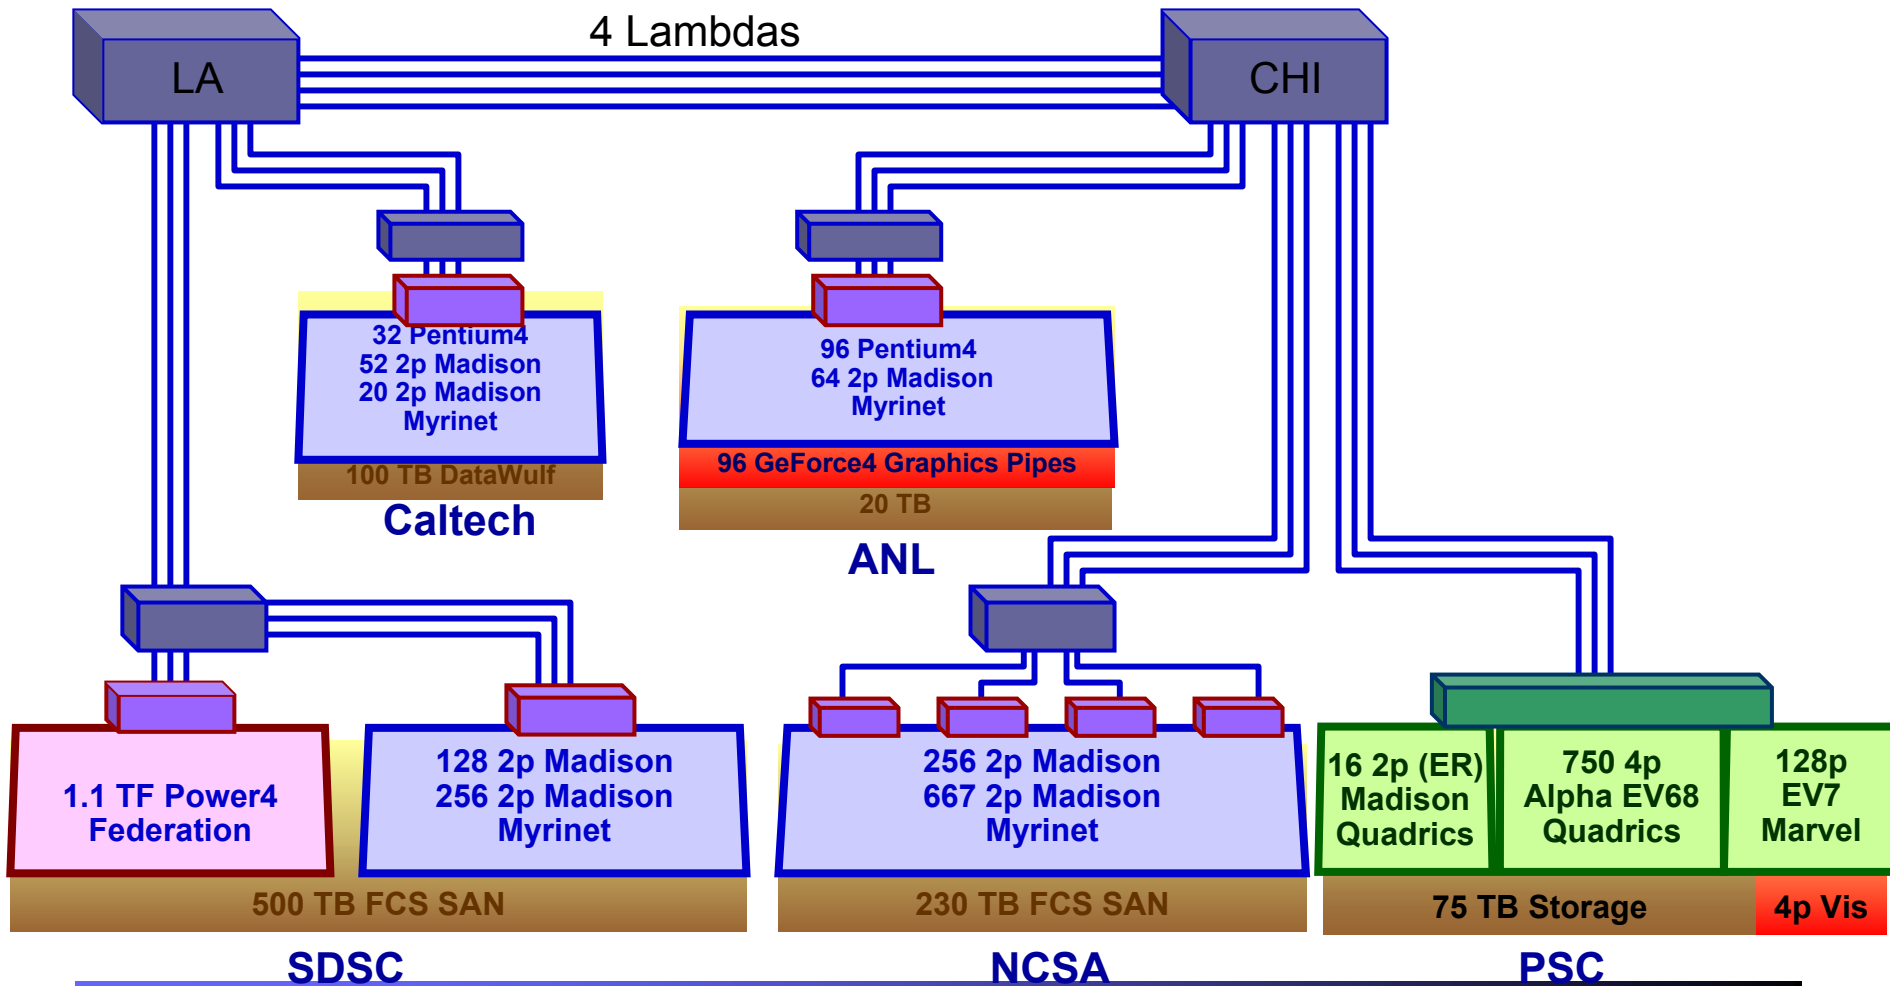 4 Lambdas
LA
CHI
32 Pentium4
52 2p Madison
20 2p Madison
Myrinet
100 TB DataWulf
Caltech
96 Pentium4
64 2p Madison
Myrinet
96 GeForce4 Graphics Pipes
20 TB
ANL
1.1 TF Power4
Federation
128 2p Madison
256 2p Madison
Myrinet
500 TB FCS SAN
SDSC
256 2p Madison
667 2p Madison
Myrinet
230 TB FCS SAN
NCSA
16 2p (ER)
Madison
Quadrics
750 4p
Alpha EV68
Quadrics
128p
EV7
Marvel
75 TB Storage
4p Vis
PSC